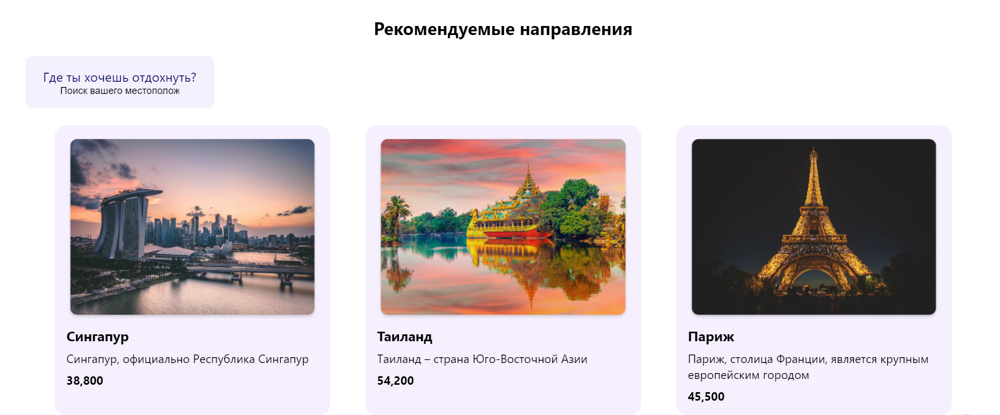 Рекомендуемые направления
Где ты хочешь отдохнуть?
Поиск вашего местополож
Сингапур
Сингапур, официально Республика Сингапур
38,800
Таиланд
Таиланд – страна Юго-Восточной Азии
54,200
Париж
Париж, столица Франции, является крупным
европейским городом
45,500